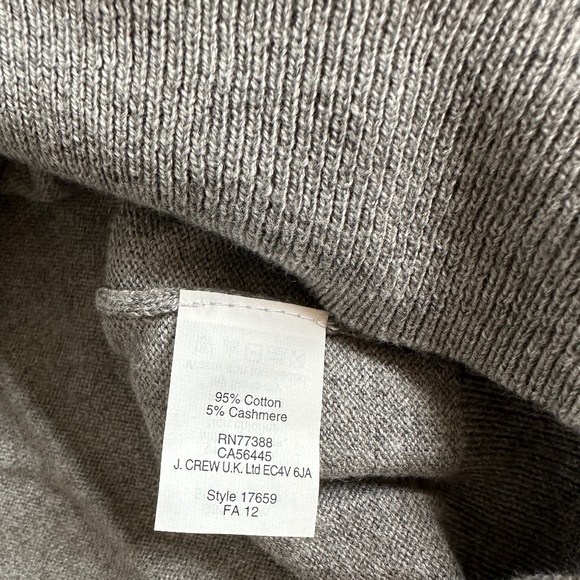 95% Cotton
5% Cashmere
RN77388
CA56445
J. CREW U.K. Ltd EC4V 6JA
Style 17659
FA 12